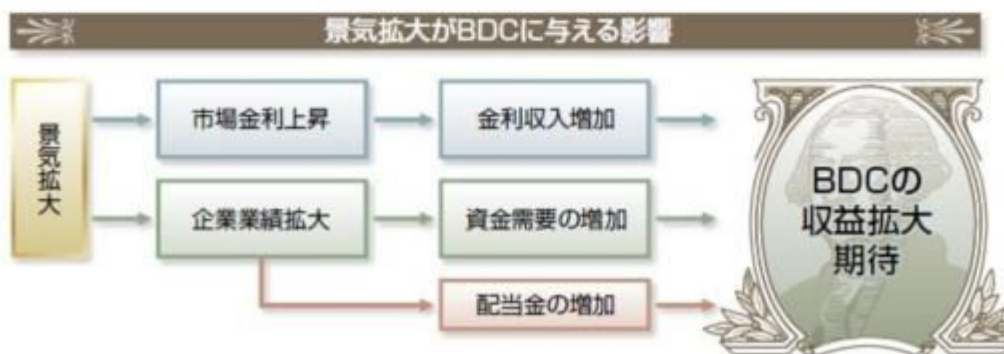 景気拡大がBDCに与える影響
景気拡大
市場金利上昇
金利収入増加
企業業績拡大
資金需要の増加
配当金の増加
BDCの
収益拡大
期待